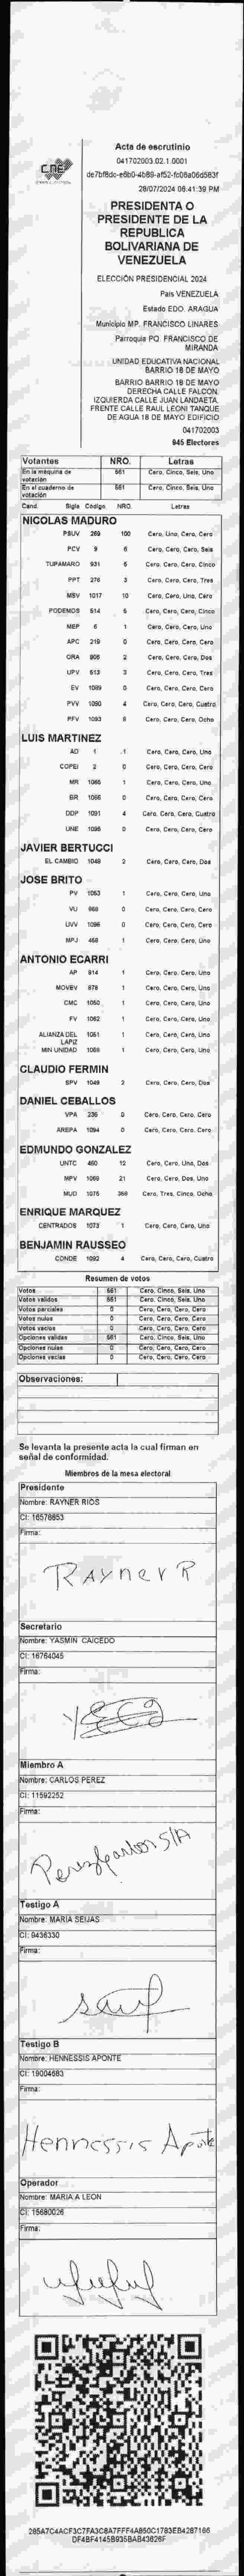 Acta de escrutinio
041702003.02.1.0001
28/07/2024 06:41:39 PM
CNE
PRESIDENTA O
PRESIDENTE DE LA
REPUBLICA
BOLIVARIANA DE
VENEZUELA
ELECCIÓN PRESIDENCIAL 2024
País VENEZUELA
Estado EDO. ARAGUA
Municipio MP. FRANCISCO LINARES
Parroquia PQ. FRANCISCO DE
MIRANDA
UNIDAD EDUCATIVA NACIONAL
BARRIO 18 DE MAYO
BARRIO BARRIO 18 DE MAYO
DERECHA CALLE FALCON.
IZQUIERDA CALLE JUAN LANDAETA.
FRENTE CALLE RAUL LEONI TANQUE
DE AGUA 18 DE MAYO EDIFICIO
041702003
945 Electores
Votantes NRO. Letras
En la máquina de votación 561 Cero, Cinco, Seis, Uno
En el cuaderno de votación 561 Cero, Cinco, Seis, Uno
Cand. Sigla Código NRO. Letras
NICOLAS MADURO
PSUV 269 100 Cero, Uno, Cero, Cero
PCV 9 6 Cero, Cero, Cero, Seis
TUPAMARO 931 5 Cero, Cero, Cero, Cinco
PPT 276 3 Cero, Cero, Cero, Tres
MSV 1017 10 Cero, Cero, Uno, Cero
PODEMOS 514 5 Cero, Cero, Cero, Cinco
MEP 6 1 Cero, Cero, Cero, Uno
APC 219 0 Cero, Cero, Cero, Cero
ORA 906 2 Cero, Cero, Cero, Dos
UPV 513 3 Cero, Cero, Cero, Tres
EV 1089 0 Cero, Cero, Cero, Cero
PVV 1090 4 Cero, Cero, Cero, Cuatro
PFV 1093 8 Cero, Cero, Cero, Ocho
LUIS MARTINEZ
AD 1 1 Cero, Cero, Cero, Uno
COPEI 2 0 Cero, Cero, Cero, Cero
MR 1065 1 Cero, Cero, Cero, Uno
BR 1066 0 Cero, Cero, Cero, Cero
DDP 1091 4 Cero, Cero, Cero, Cuatro
UNE 1095 0 Cero, Cero, Cero, Cero
JAVIER BERTUCCI
EL CAMBIO 1048 2 Cero, Cero, Cero, Dos
JOSE BRITO
PV 1053 1 Cero, Cero, Cero, Uno
VU 868 0 Cero, Cero, Cero, Cero
UVV 1096 0 Cero, Cero, Cero, Cero
MPJ 458 1 Cero, Cero, Cero, Uno
ANTONIO ECARRI
AP 814 1 Cero, Cero, Cero, Uno
MOVEV 878 1 Cero, Cero, Cero, Uno
CMC 1050 1 Cero, Cero, Cero, Uno
FV 1052 1 Cero, Cero, Cero, Uno
ALIANZA DEL LAPIZ 1051 1 Cero, Cero, Cero, Uno
MIN UNIDAD 1068 1 Cero, Cero, Cero, Uno
CLAUDIO FERMIN
SPV 1049 2 Cero, Cero, Cero, Dos
DANIEL CEBALLOS
VPA 236 0 Cero, Cero, Cero, Cero
AREPA 1094 0 Cero, Cero, Cero, Cero
EDMUNDO GONZALEZ
UNTC 460 12 Cero, Cero, Uno, Dos
MPV 1069 21 Cero, Cero, Dos, Uno
MUD 1075 358 Cero, Tres, Cinco, Ocho
ENRIQUE MARQUEZ
CENTRADOS 1073 1 Cero, Cero, Cero, Uno
BENJAMIN RAUSSEO
CONDE 1092 4 Cero, Cero, Cero, Cuatro
Resumen de votos
Votos 561 Cero, Cinco, Seis, Uno
Votos validos 561 Cero, Cinco, Seis, Uno
Votos parciales 0 Cero, Cero, Cero, Cero
Votos nulos 0 Cero, Cero, Cero, Cero
Votos vacios 0 Cero, Cero, Cero, Cero
Opciones validas 561 Cero, Cinco, Seis, Uno
Opciones nulas 0 Cero, Cero, Cero, Cero
Opciones vacias 0 Cero, Cero, Cero, Cero
Observaciones:
Se levanta la presente acta la cual firman en
señal de conformidad.
Miembros de la mesa electoral
Presidente
Nombre: RAYNER RIOS
CI: 16576853
Firma:
Rayner R
Secretario
Nombre: YASMIN CAICEDO
CI: 16764045
Firma:
Miembro A
Nombre: CARLOS PEREZ
CI: 11592252
Firma:
Testigo A
Nombre: MARIA SEIJAS
CI: 9436330
Firma:
Testigo B
Nombre: HENNESSIS APONTE
CI: 19004683
Firma:
Hennessis Aponte
Operador
Nombre: MARIA A LEON
CI: 15680026
Firma: